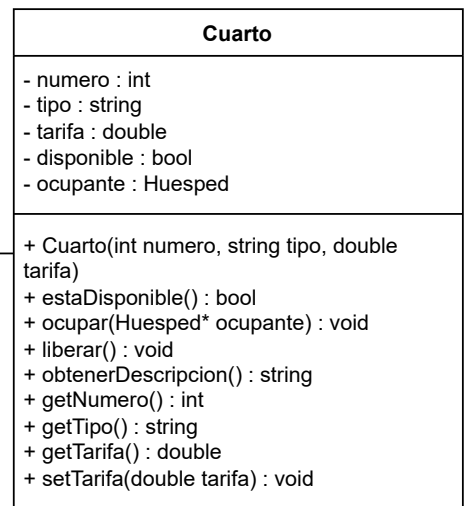 Cuarto
- numero : int
- tipo : string
- tarifa : double
- disponible : bool
- ocupante : Huesped
+ Cuarto(int numero, string tipo, double
tarifa)
+ estaDisponible() : bool
+ ocupar(Huesped* ocupante) : void
+ liberar() : void
+ obtenerDescripcion() : string
+ getNumero() : int
+ getTipo() : string
+ getTarifa() : double
+ setTarifa(double tarifa) : void